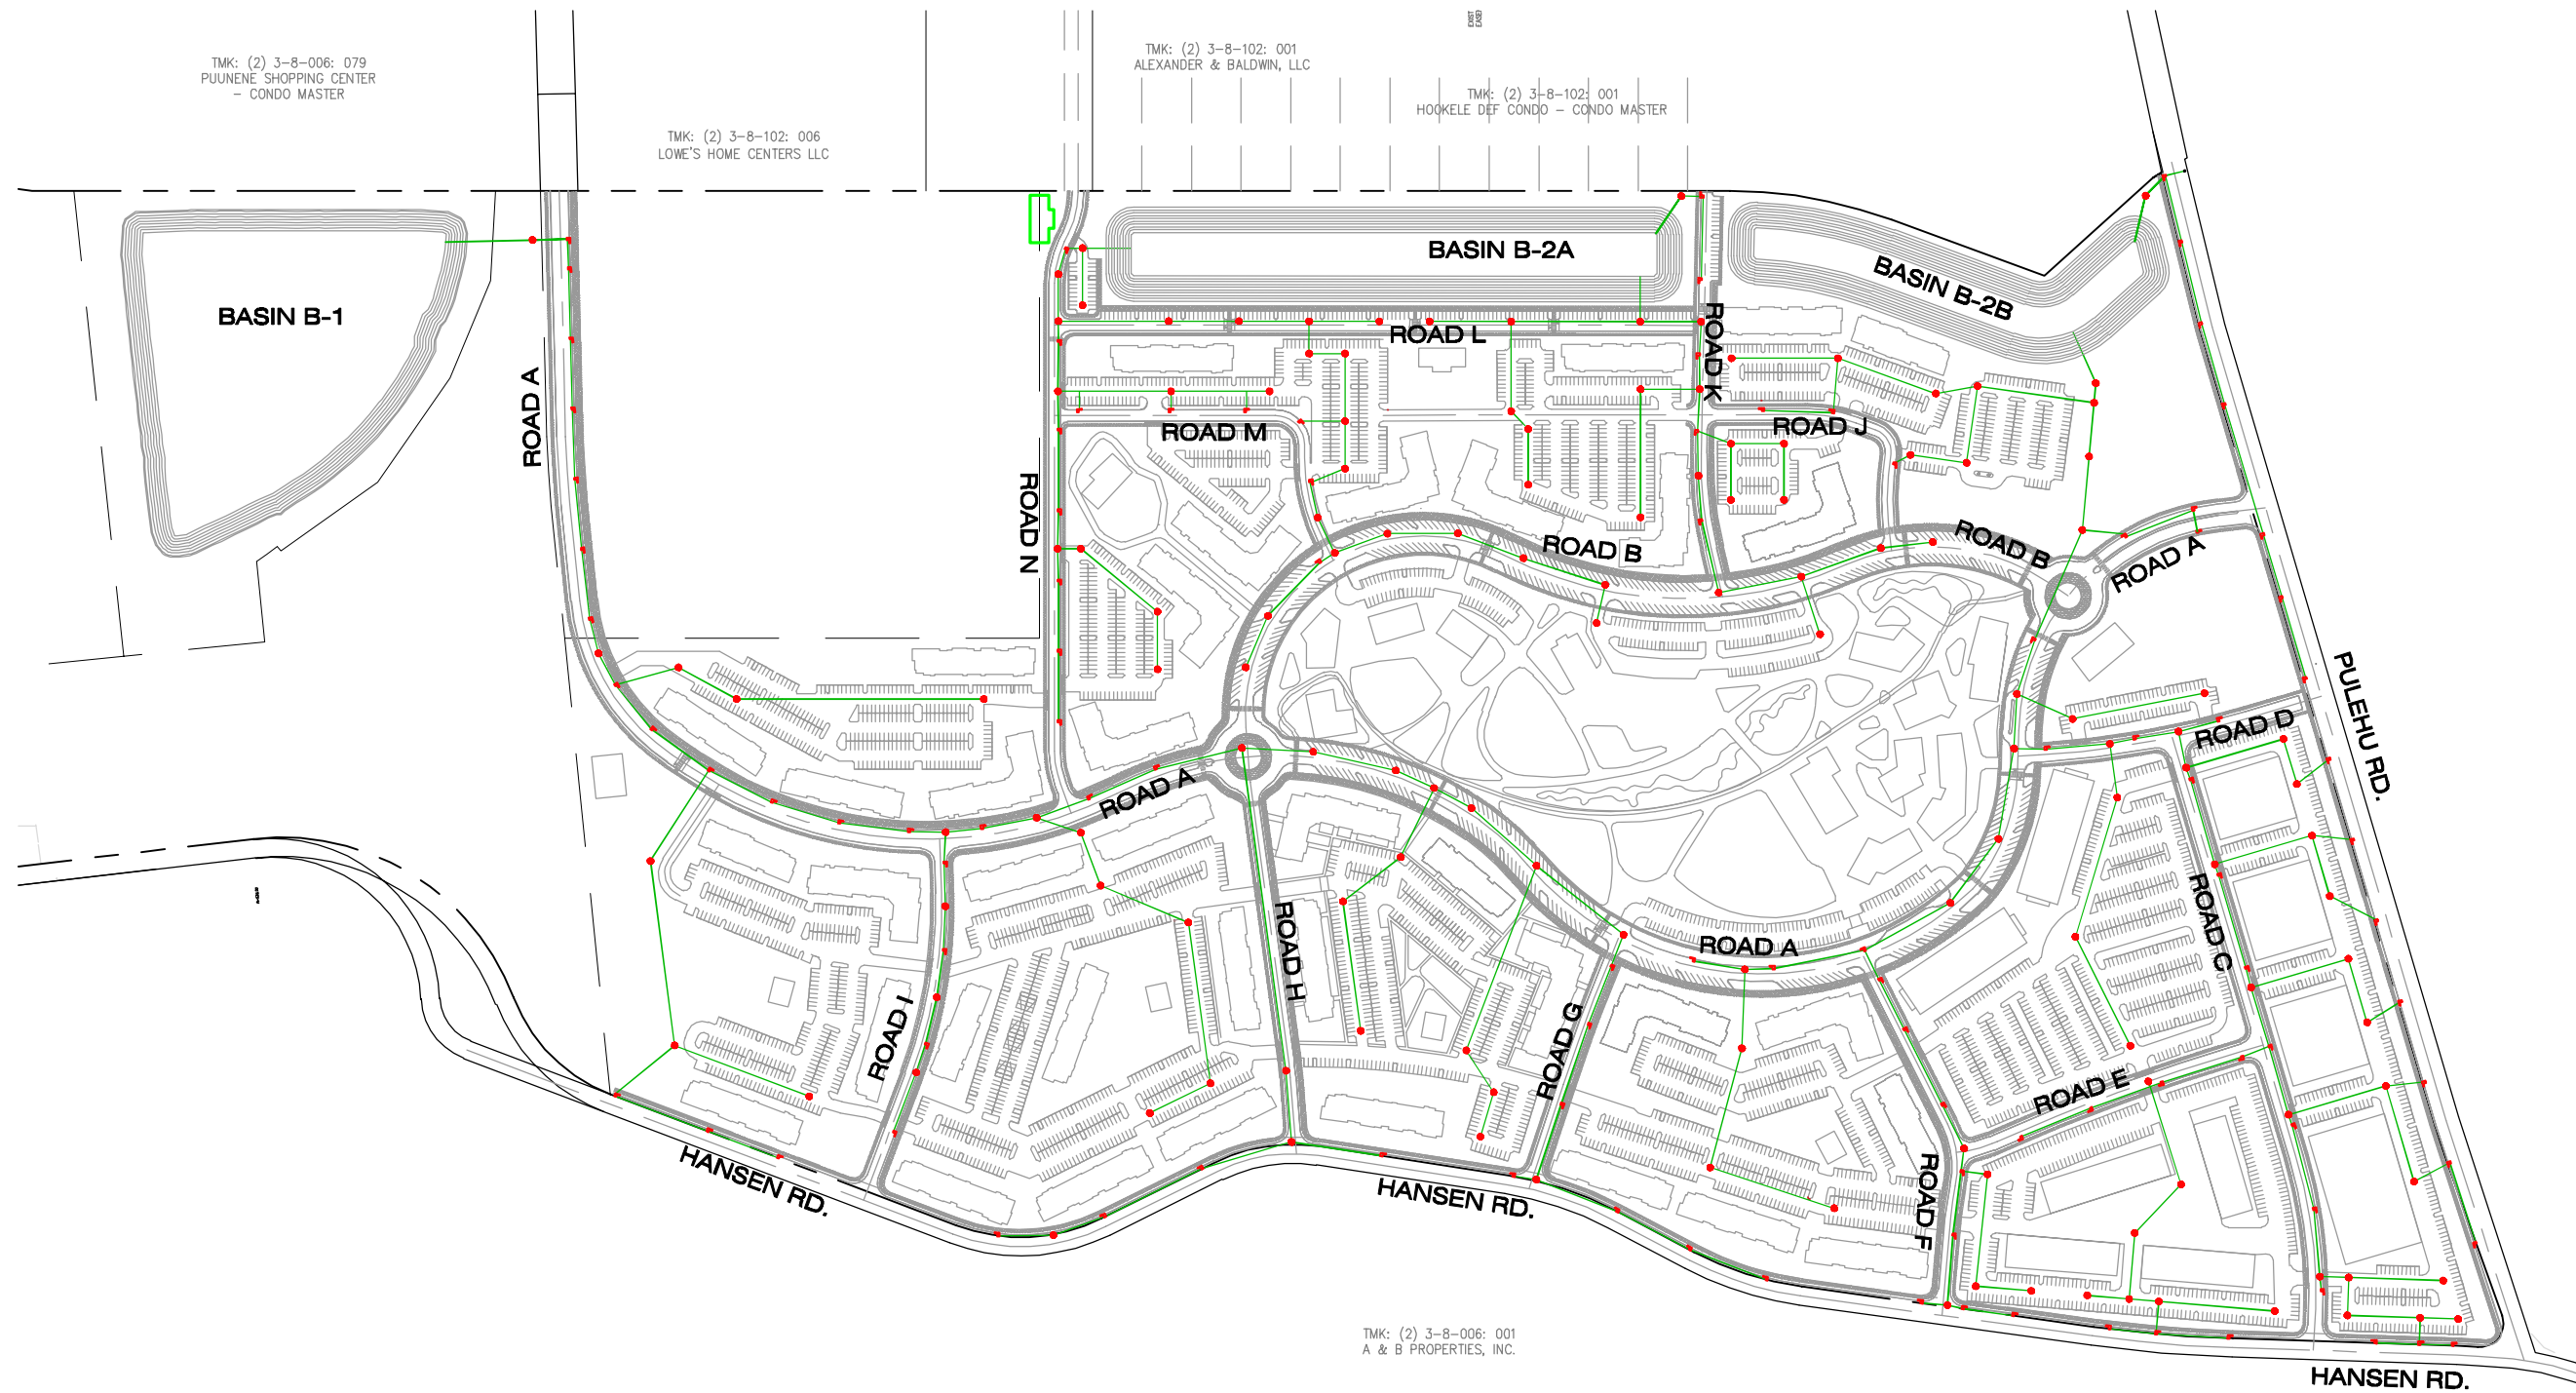 TMK: (2) 3-8-006: 079
PUUNENE SHOPPING CENTER
- CONDO MASTER
TMK: (2) 3-8-102: 006
LOWE'S HOME CENTERS LLC
TMK: (2) 3-8-102: 001
ALEXANDER & BALDWIN, LLC
TMK: (2) 3-8-102: 001
HOOKELE DEF CONDO - CONDO MASTER
BASIN B-1
BASIN B-2A
BASIN B-2B
ROAD A
ROAD L
ROAD K
ROAD M
ROAD J
ROAD N
ROAD B
ROAD B
ROAD A
PULEHU RD.
ROAD D
ROAD A
ROAD H
ROAD A
ROAD C
ROAD I
ROAD G
ROAD E
ROAD F
HANSEN RD.
HANSEN RD.
TMK: (2) 3-8-006: 001
A & B PROPERTIES, INC.
HANSEN RD.